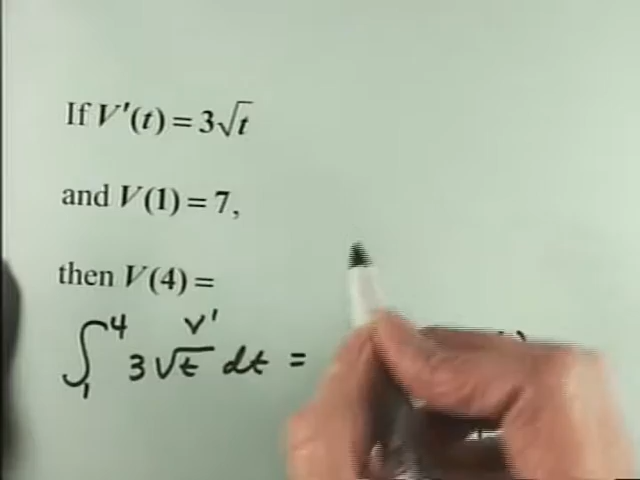 If V'(t) = 3√t
and V(1) = 7,
then V(4) =
V'
∫₁⁴ 3√t dt =